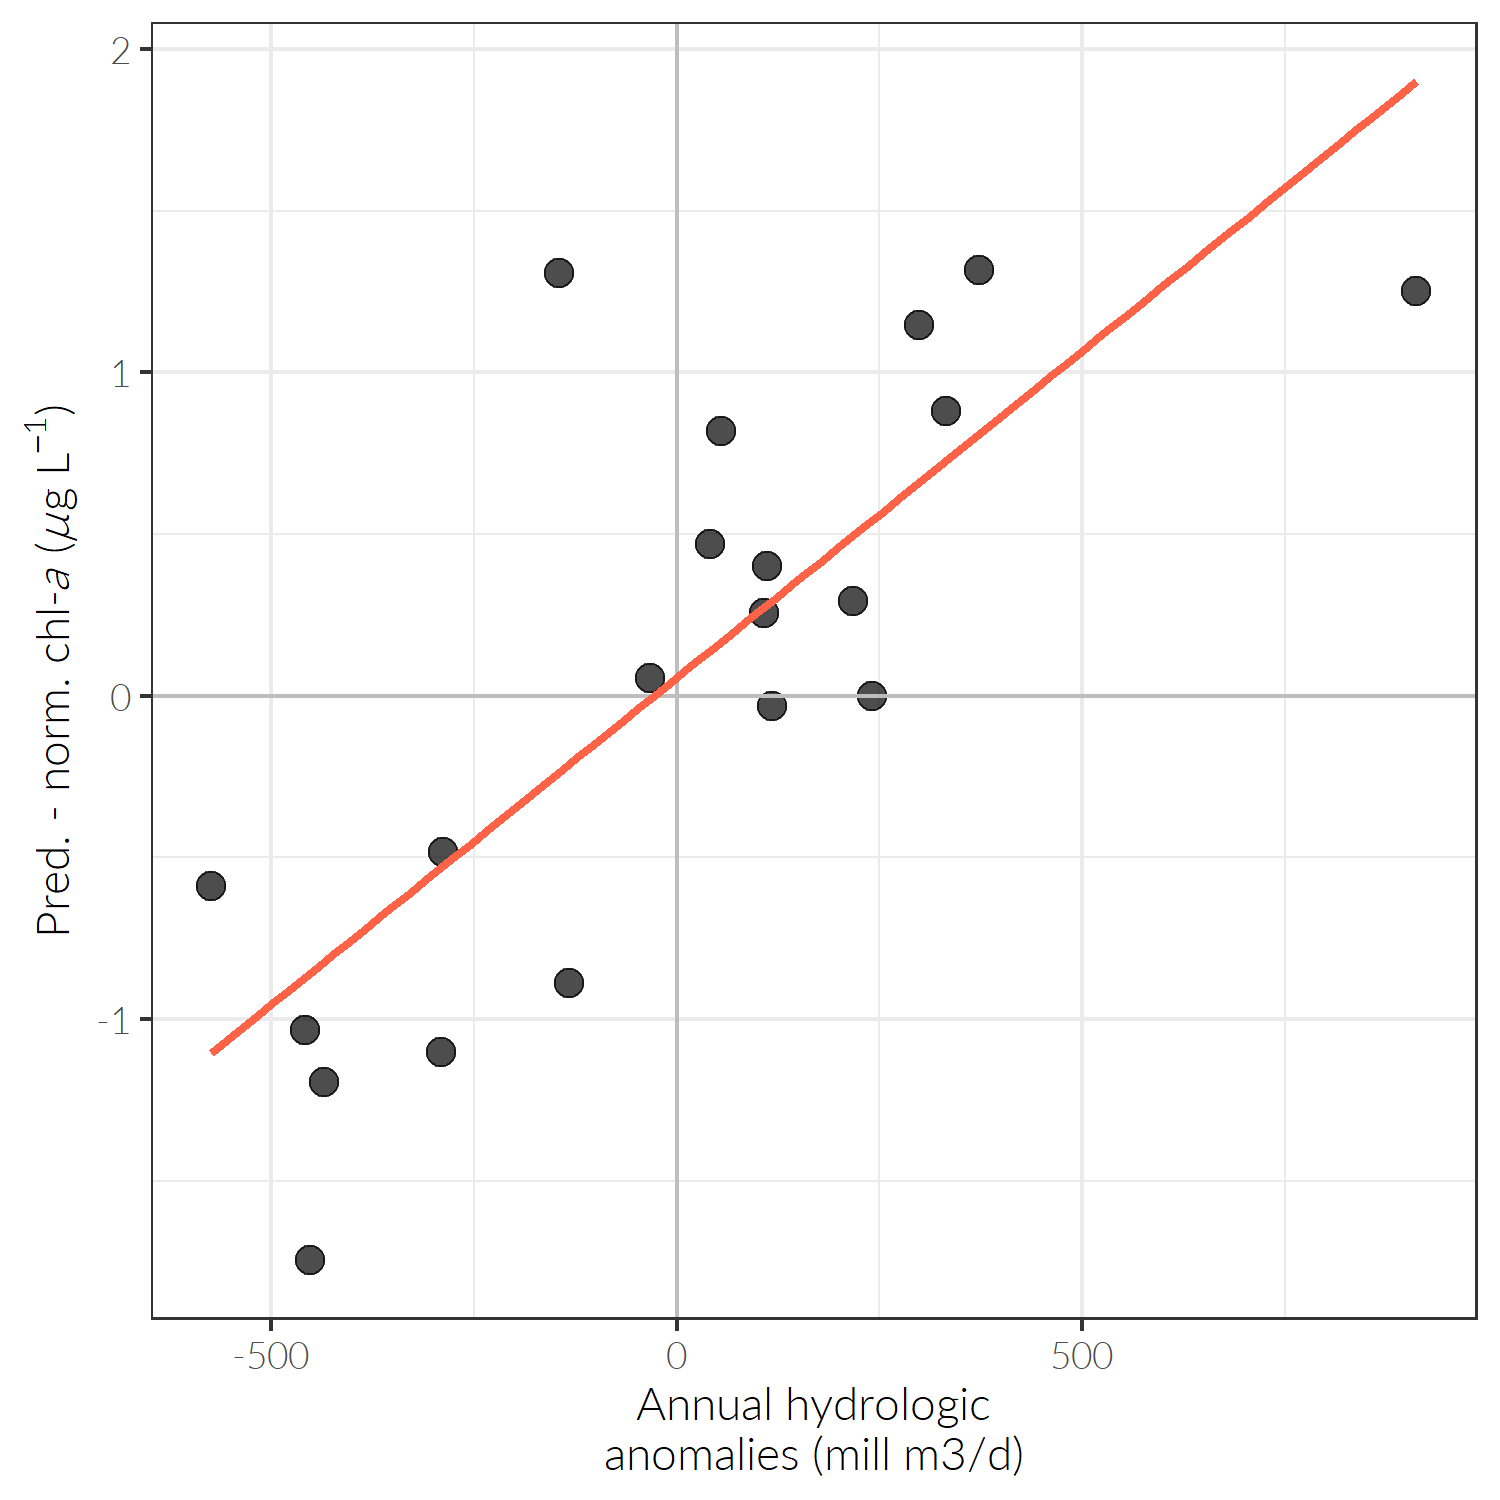 2
1
0
-1
Pred. - norm. chl-a (μg L⁻¹)
-500 0 500
Annual hydrologic
anomalies (mill m3/d)